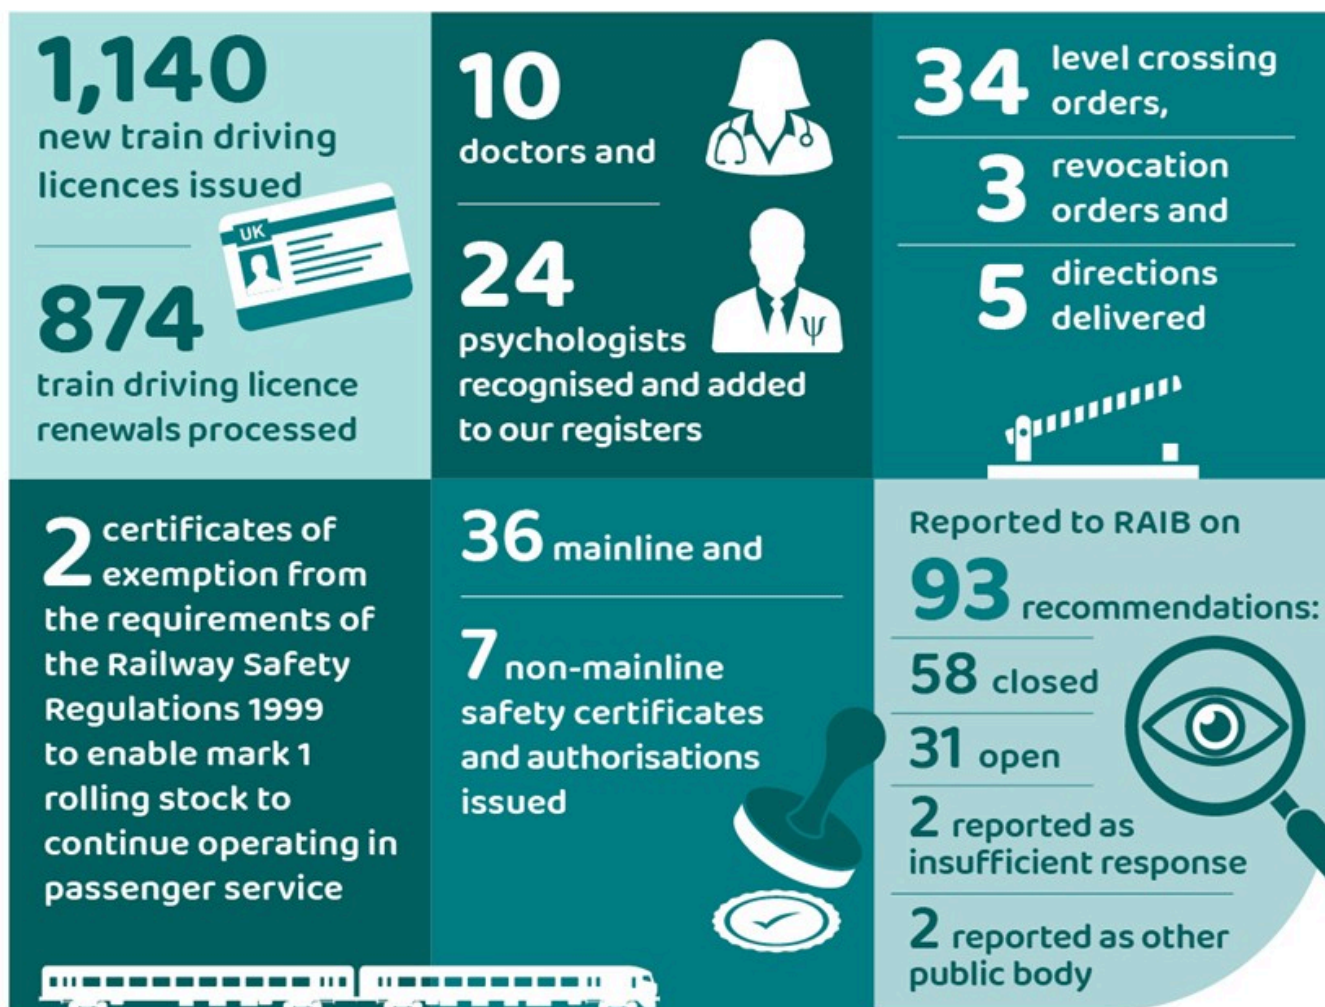 1,140
new train driving
licences issued
UK
874
train driving licence
renewals processed
10
doctors and
24
psychologists
recognised and added
to our registers
ψ
34 level crossing
orders,
3 revocation
orders and
5 directions
delivered
2 certificates of
exemption from
the requirements of
the Railway Safety
Regulations 1999
to enable mark 1
rolling stock to
continue operating in
passenger service
36 mainline and
7 non-mainline
safety certificates
and authorisations
issued
Reported to RAIB on
93 recommendations:
58 closed
31 open
2 reported as
insufficient response
2 reported as other
public body